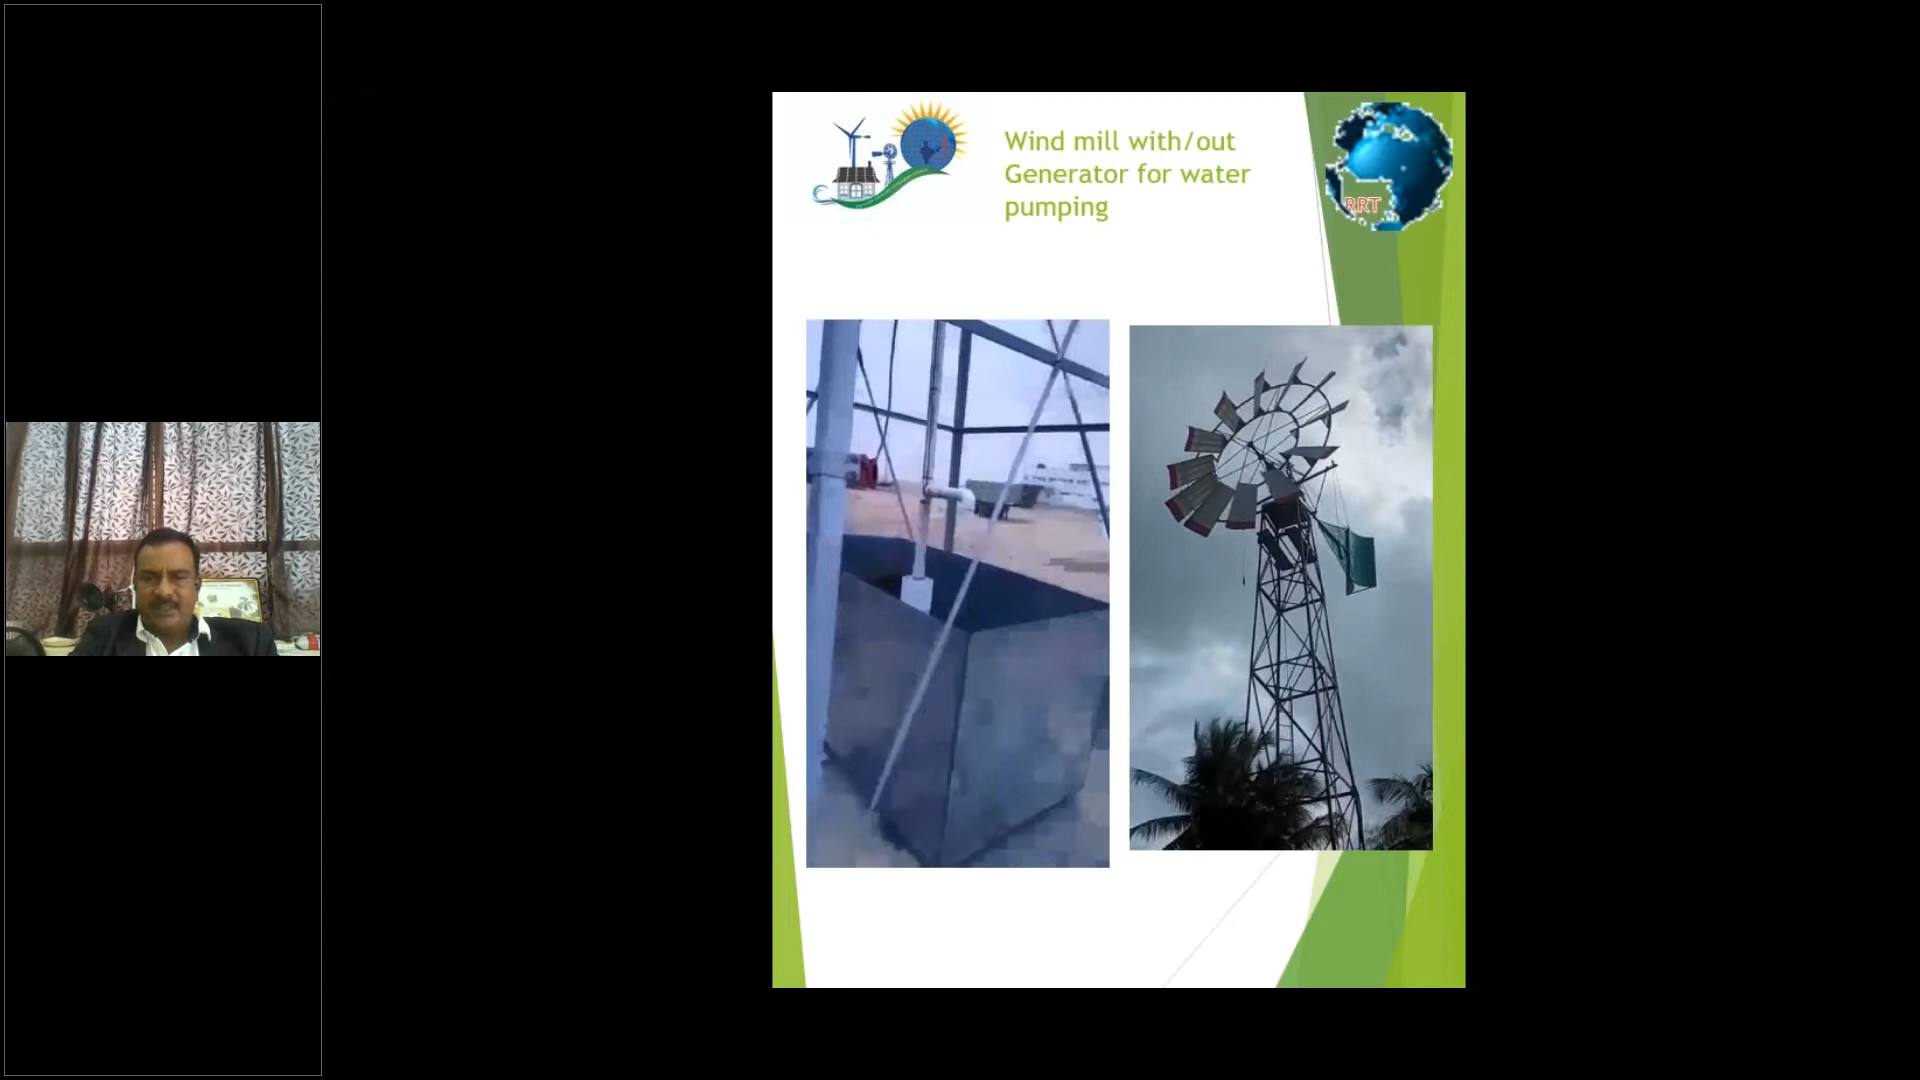 Wind mill with/out
Generator for water
pumping
RRT